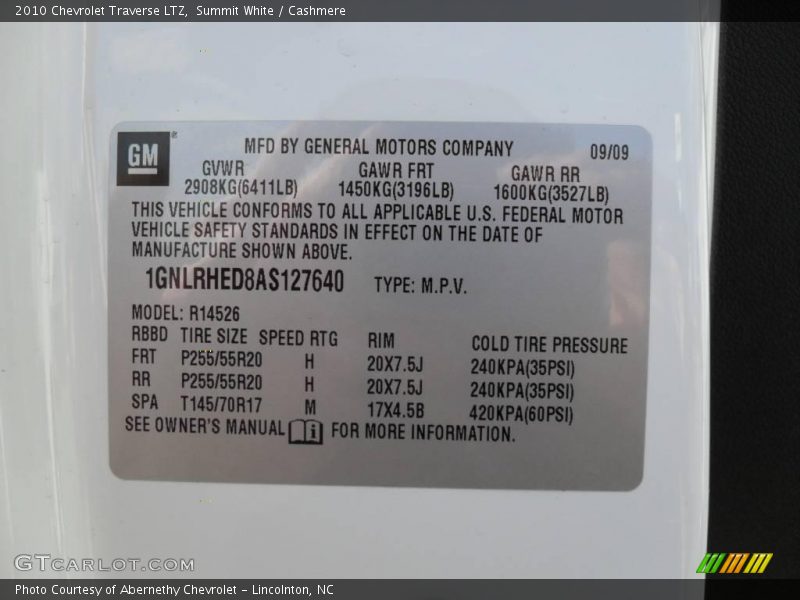 2010 Chevrolet Traverse LTZ, Summit White / Cashmere
GM®
MFD BY GENERAL MOTORS COMPANY 09/09
GVWR GAWR FRT GAWR RR
2908KG(6411LB) 1450KG(3196LB) 1600KG(3527LB)
THIS VEHICLE CONFORMS TO ALL APPLICABLE U.S. FEDERAL MOTOR
VEHICLE SAFETY STANDARDS IN EFFECT ON THE DATE OF
MANUFACTURE SHOWN ABOVE.
1GNLRHED8AS127640 TYPE: M.P.V.
MODEL: R14526
RBBD TIRE SIZE SPEED RTG RIM COLD TIRE PRESSURE
FRT P255/55R20 H 20X7.5J 240KPA(35PSI)
RR P255/55R20 H 20X7.5J 240KPA(35PSI)
SPA T145/70R17 M 17X4.5B 420KPA(60PSI)
SEE OWNER'S MANUAL i FOR MORE INFORMATION.
GTCARLOT.COM
Photo Courtesy of Abernethy Chevrolet - Lincolnton, NC